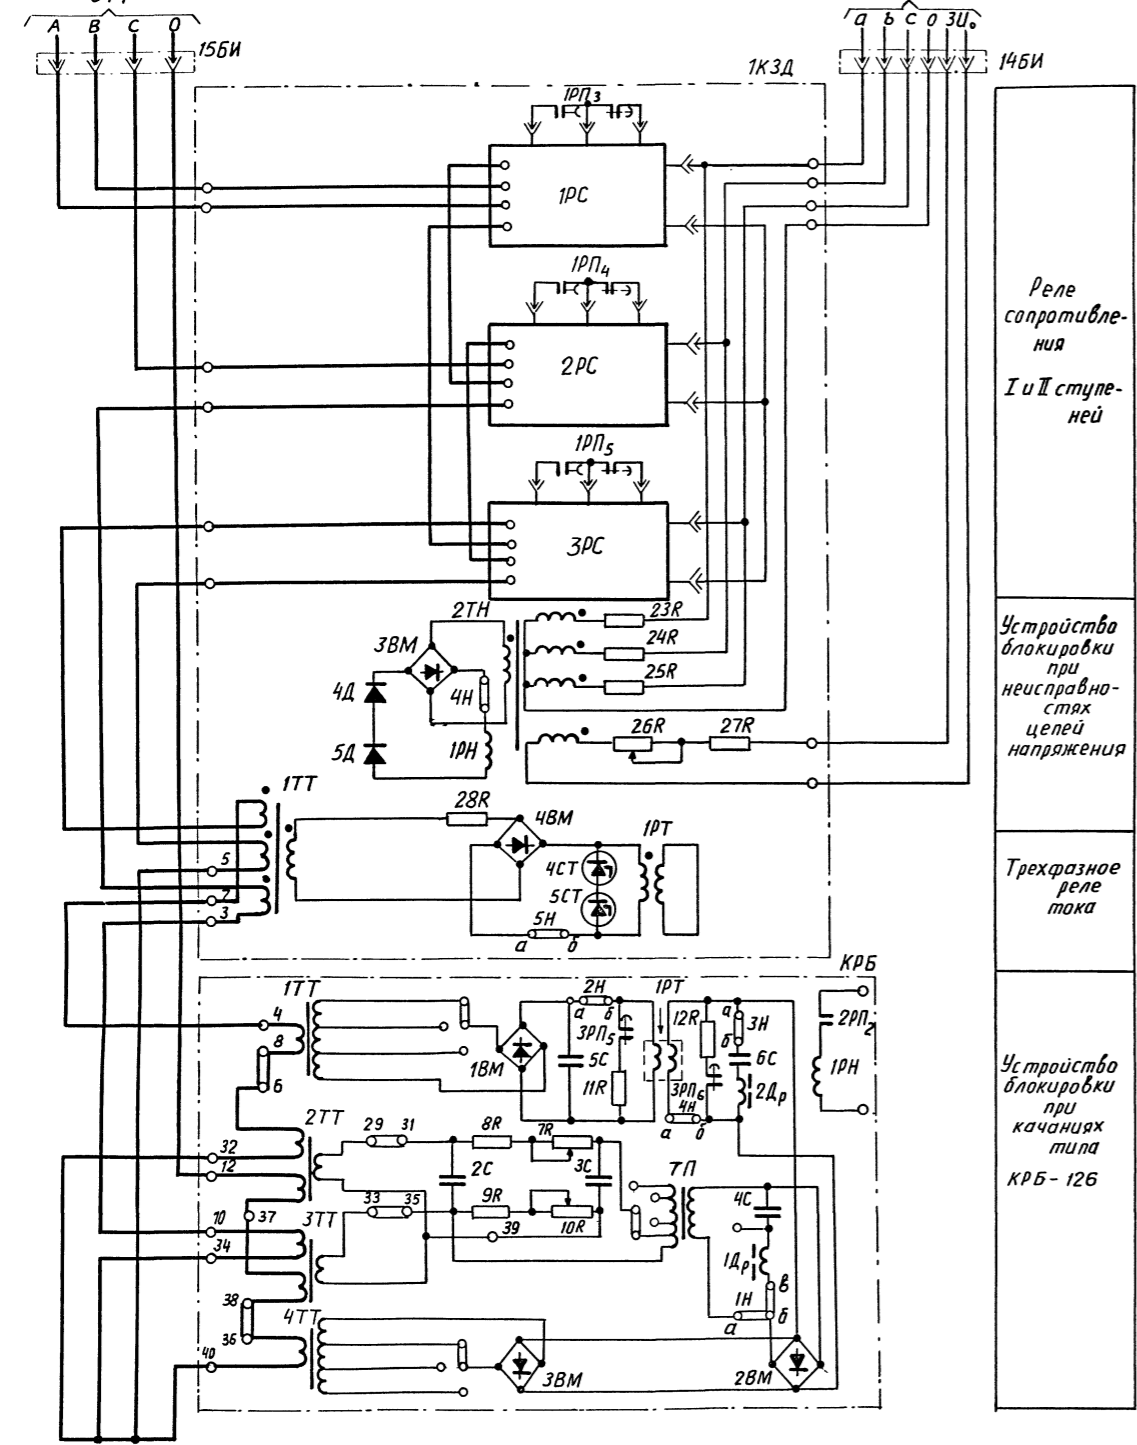 A B C 0
15БИ
a в c 0 3U₀
14БИ
1КЗД
1РП₃
1РС
1РП₄
2РС
1РП₅
3РС
Реле
сопротивле-
ния
I и II ступе-
ней
2ТН
23R
24R
25R
3ВМ
4Д
4Н
5Д
1РН
26R
27R
Устройство
блокировки
при
неисправно-
стях
цепей
напряжения
1ТТ
28R
4ВМ
1РТ
4СТ
5СТ
5Н
а б
5
7
3
Трехфазное
реле
тока
КРБ
1ТТ
4
8
6
1ВМ
2Н
а б
3РП₅
5С
11R
1РТ
12R
3РП₆
4Н
а б
а
3Н
б
6С
2Др
2РП₂
1РН
2ТТ
32
12
29 31
8R
7R
2С
3С
33 35
9R
10R
39
ТП
4С
1Др
в
1Н
а б
10
37
34
3ТТ
38
36
40
4ТТ
3ВМ
2ВМ
Устройство
блокировки
при
качаниях
типа
КРБ-126